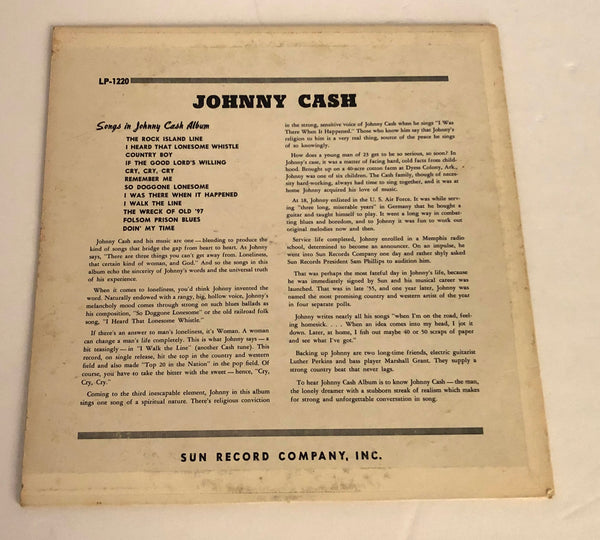 LP-1220
JOHNNY CASH
Songs in Johnny Cash Album
THE ROCK ISLAND LINE
I HEARD THAT LONESOME WHISTLE
COUNTRY BOY
IF THE GOOD LORD'S WILLING
CRY, CRY, CRY
REMEMBER ME
SO DOGGONE LONESOME
I WAS THERE WHEN IT HAPPENED
I WALK THE LINE
THE WRECK OF OLD '97
FOLSOM PRISON BLUES
DOIN' MY TIME
Johnny Cash and his music are one — blending to produce the
kind of songs that bridge the gap from heart to heart. As Johnny
says, "There are three things you can't get away from. Loneliness,
that certain kind of woman, and God." And so the songs in this
album echo the sincerity of Johnny's words and the universal truth
of his experience.
When it comes to loneliness, you'd think Johnny invented the
word. Naturally endowed with a rangy, big, hollow voice, Johnny's
melancholy mood comes through strong on such blues ballads as
his composition, "So Doggone Lonesome" or the old railroad folk
song, "I Heard That Lonesome Whistle."
If there's an answer to man's loneliness, it's Woman. A woman
can change a man's life completely. This is what Johnny says — a
bit teasingly — in "I Walk the Line" (another Cash tune). This
record, on single release, hit the top in the country and western
field and also made "Top 20 in the Nation" in the pop field. Of
course, you have to take the bitter with the sweet — hence, "Cry,
Cry, Cry."
Coming to the third inescapable element, Johnny in this album
sings one song of a spiritual nature. There's religious conviction
in the strong, sensitive voice of Johnny Cash when he sings "I Was
There When It Happened." Those who know him say that Johnny's
religion to him is a very real thing, source of the peace he sings
of so knowingly.
How does a young man of 23 get to be so serious, so soon? In
Johnny's case, it was a matter of facing hard, cold facts from child-
hood. Brought up on a 40-acre cotton farm at Dyess Colony, Ark.,
Johnny was one of six children. The Cash family, though of neces-
sity hard-working, always had time to sing together, and it was at
home Johnny acquired his love of music.
At 18, Johnny enlisted in the U. S. Air Force. It was while serv-
ing "three long, miserable years" in Germany that he bought a
guitar and taught himself to play. It went a long way in combat-
ting blues and boredom, and to Johnny it was fun to work out
original melodies now and then.
Service life completed, Johnny enrolled in a Memphis radio
school, determined to become an announcer. On an impulse, he
went into Sun Records Company one day and rather shyly asked
Sun Records President Sam Phillips to audition him.
That was perhaps the most fateful day in Johnny's life, because
he was immediately signed by Sun and his musical career was
launched. That was in late '55, and one year later, Johnny was
named the most promising country and western artist of the year
in four separate polls.
Johnny writes nearly all his songs "when I'm on the road, feel-
ing homesick. . . . When an idea comes into my head, I jot it
down. Later, at home, I fish out maybe 40 or 50 scraps of paper
and see what I've got."
Backing up Johnny are two long-time friends, electric guitarist
Luther Perkins and bass player Marshall Grant. They supply a
strong country beat that never lags.
To hear Johnny Cash Album is to know Johnny Cash — the man,
the lonely dreamer with a stubborn streak of realism which makes
for strong and unforgettable conversation in song.
SUN RECORD COMPANY, INC.